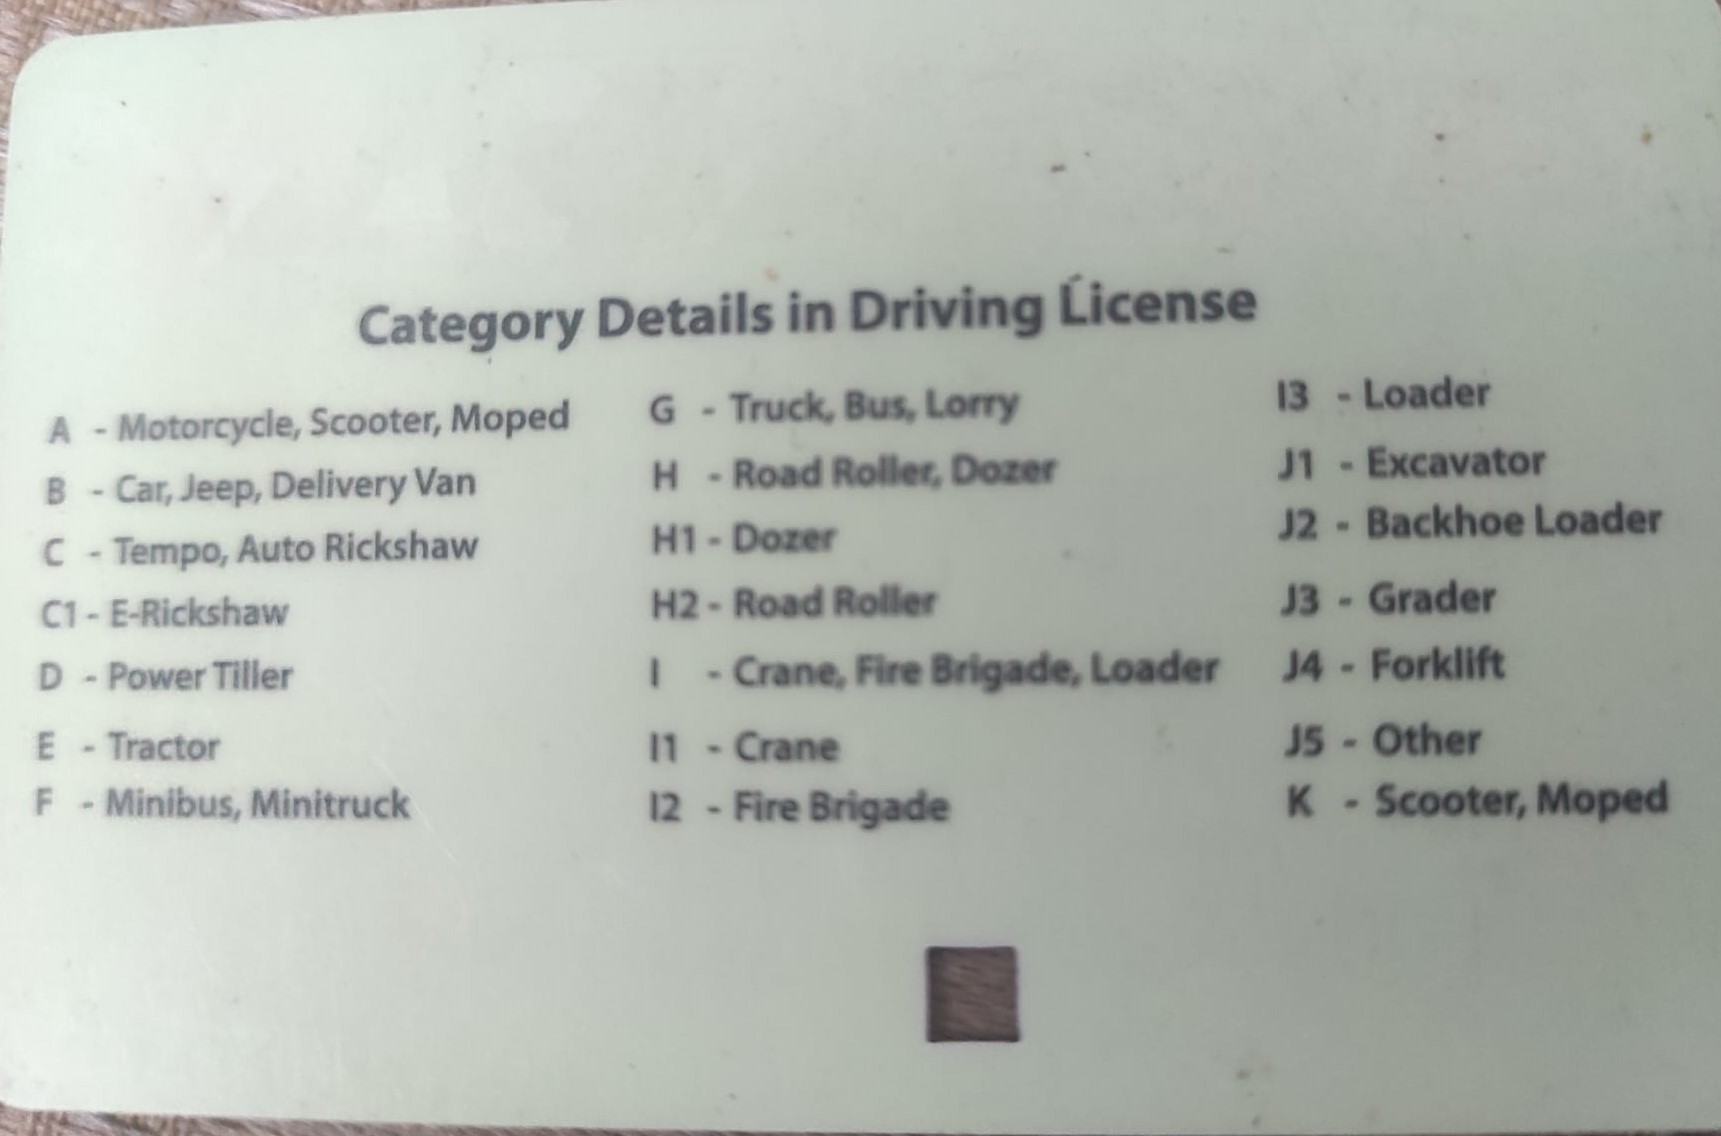 Category Details in Driving License
A - Motorcycle, Scooter, Moped
B - Car, Jeep, Delivery Van
C - Tempo, Auto Rickshaw
C1 - E-Rickshaw
D - Power Tiller
E - Tractor
F - Minibus, Minitruck
G - Truck, Bus, Lorry
H - Road Roller, Dozer
H1 - Dozer
H2 - Road Roller
I - Crane, Fire Brigade, Loader
I1 - Crane
I2 - Fire Brigade
I3 - Loader
J1 - Excavator
J2 - Backhoe Loader
J3 - Grader
J4 - Forklift
J5 - Other
K - Scooter, Moped